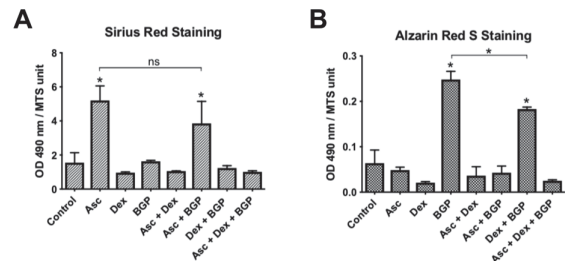 A
Sirius Red Staining
OD 490 nm / MTS unit
8
6
4
2
0
ns
*
*
Control
Asc
Dex
BGP
Asc + Dex
Asc + BGP
Dex + BGP
Asc + Dex + BGP
B
Alzarin Red S Staining
OD 490 nm / MTS unit
0.3
0.2
0.1
0.0
*
*
*
Control
Asc
Dex
BGP
Asc + Dex
Asc + BGP
Dex + BGP
Asc + Dex + BGP